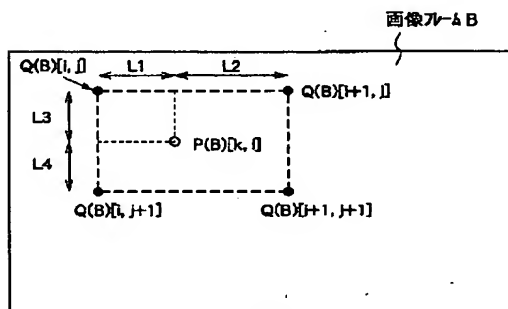 画像フレームB
Q(B)[i, j]
L1
L2
Q(B)[i+1, j]
L3
P(B)[k, l]
L4
Q(B)[i, j+1]
Q(B)[i+1, j+1]